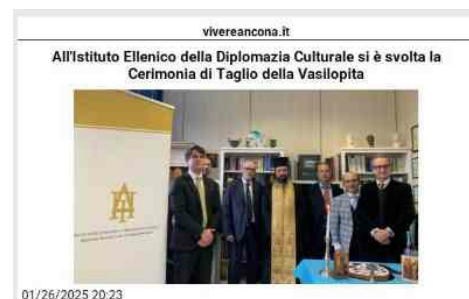 vivereancona.it
All'Istituto Ellenico della Diplomazia Culturale si è svolta la
Cerimonia di Taglio della Vasilopita
01/26/2025 20:23